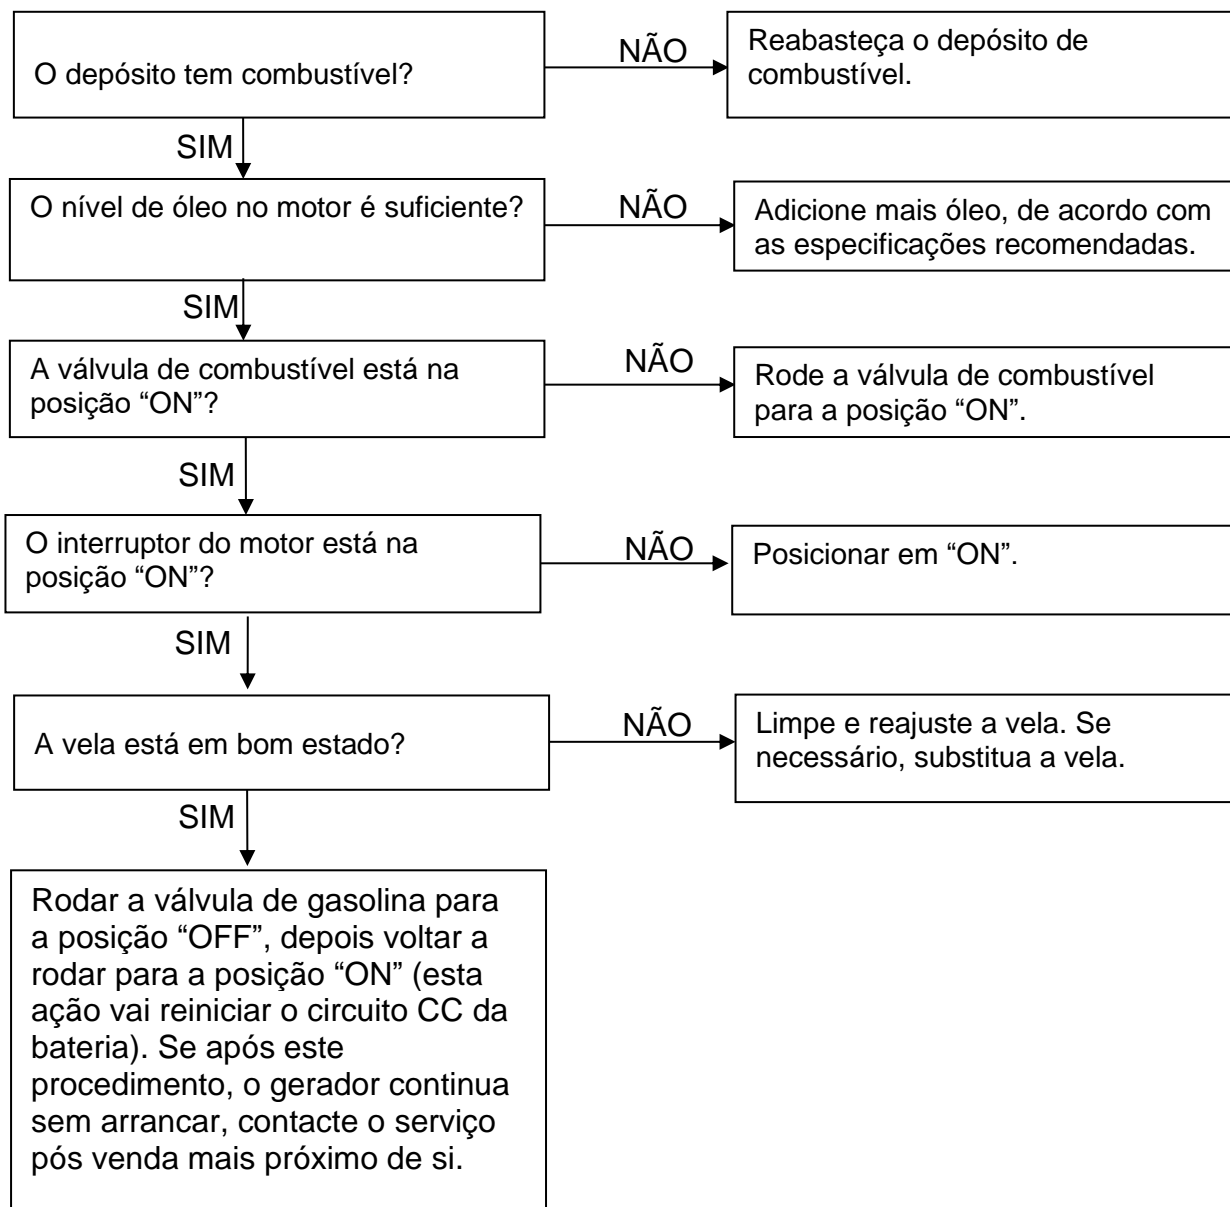 O depósito tem combustível?
NÃO
Reabasteça o depósito de
combustível.
SIM
O nível de óleo no motor é suficiente?
NÃO
Adicione mais óleo, de acordo com
as especificações recomendadas.
SIM
A válvula de combustível está na
posição “ON”?
NÃO
Rode a válvula de combustível
para a posição “ON”.
SIM
O interruptor do motor está na
posição “ON”?
NÃO
Posicionar em “ON”.
SIM
A vela está em bom estado?
NÃO
Limpe e reajuste a vela. Se
necessário, substitua a vela.
SIM
Rodar a válvula de gasolina para
a posição “OFF”, depois voltar a
rodar para a posição “ON” (esta
ação vai reiniciar o circuito CC da
bateria). Se após este
procedimento, o gerador continua
sem arrancar, contacte o serviço
pós venda mais próximo de si.